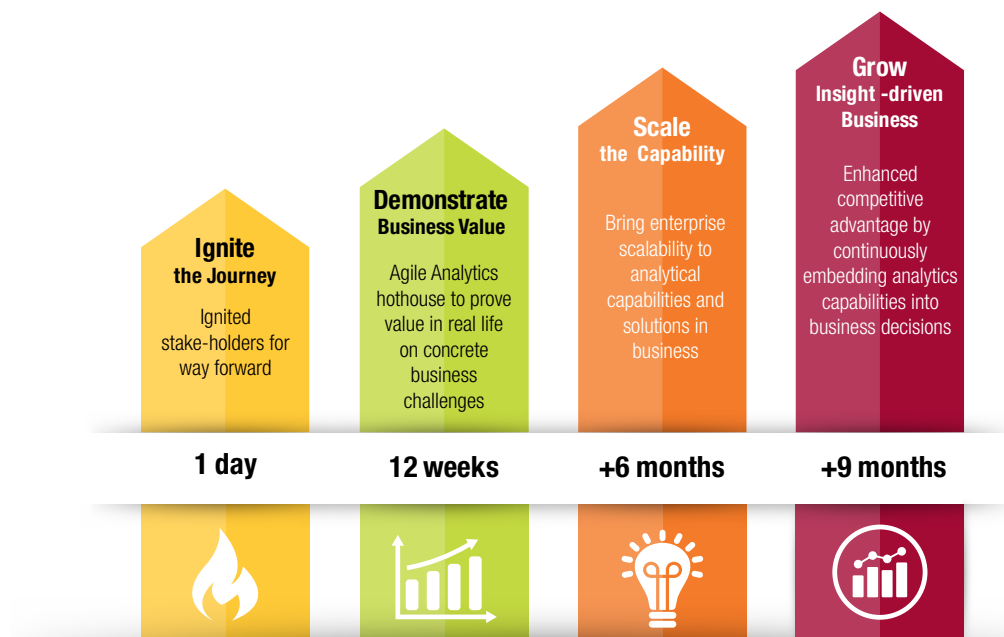 Ignite
the Journey
Ignited
stake-holders for
way forward
1 day
Demonstrate
Business Value
Agile Analytics
hothouse to prove
value in real life
on concrete
business
challenges
12 weeks
Scale
the Capability
Bring enterprise
scalability to
analytical
capabilities and
solutions in
business
+6 months
Grow
Insight -driven
Business
Enhanced
competitive
advantage by
continuously
embedding analytics
capabilities into
business decisions
+9 months